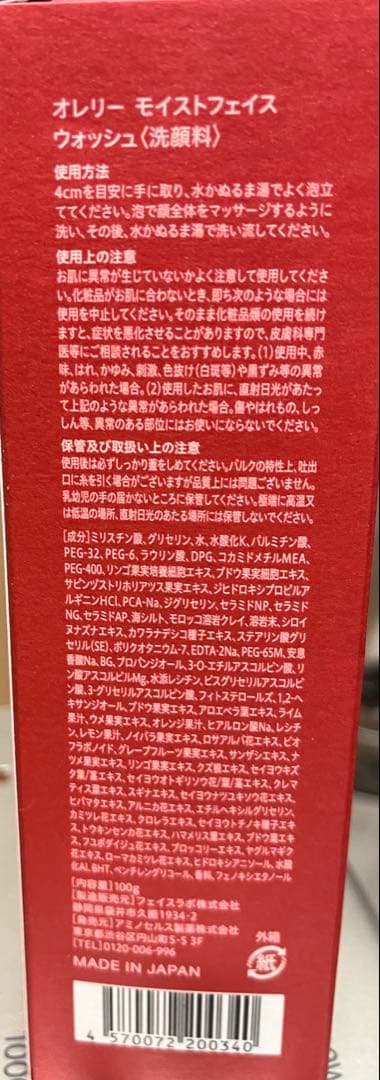 オレリー モイストフェイス
ウォッシュ〈洗顔料〉
使用方法
4cmを目安に手に取り、水かぬるま湯でよく泡立
ててください。泡で顔全体をマッサージするように
洗い、その後、水かぬるま湯で洗い流してください。
使用上の注意
お肌に異常が生じていないかよく注意して使用してくださ
い。化粧品がお肌に合わないとき、即ち次のような場合には
使用を中止してください。そのまま化粧品類の使用を続け
ますと、症状を悪化させることがありますので、皮膚科専門
医等にご相談されることをおすすめします。(1)使用中、赤
味、はれ、かゆみ、刺激、色抜け(白斑等)や黒ずみ等の異常
があらわれた場合。(2)使用したお肌に、直射日光があたっ
て上記のような異常があらわれた場合。傷やはれもの、しっ
しん等、異常のある部位にはお使いにならないでください。
保管及び取扱い上の注意
使用後は必ずしっかり蓋をしめてください。バルクの特性上、吐出
口に糸を引く場合がございますが品質上には問題ございません。
乳幼児の手の届かないところに保管してください。極端に高温又
は低温の場所、直射日光のあたる場所には保管しないでください。
[成分]ミリスチン酸、グリセリン、水、水酸化K、パルミチン酸、
PEG-32、PEG-6、ラウリン酸、DPG、コカミドメチルMEA、
PEG-400、リンゴ果実培養細胞エキス、ブドウ果実細胞エキス、
サピンヅストリホリアツス果実エキス、ジヒドロキシプロピルア
ルギニンHCl、PCA-Na、ジグリセリン、セラミドNP、セラミド
NG、セラミドAP、海シルト、モロッコ溶岩クレイ、溶岩末、シロイ
ヌナズナエキス、カワラナデシコ種子エキス、ステアリン酸グリ
セリル(SE)、ポリクオタニウム-7、EDTA-2Na、PEG-65M、安息
香酸Na、BG、プロパンジオール、3-O-エチルアスコルビン酸、リ
ン酸アスコルビルMg、水添レシチン、ビスグリセリルアスコルビ
ン酸、3-グリセリルアスコルビン酸、フィトステロールズ、1,2-ヘ
キサンジオール、ブドウ果実エキス、アロエベラ葉エキス、ライム
果汁、ウメ果実エキス、オレンジ果汁、ヒアルロン酸Na、レシチ
ン、レモン果汁、ノイバラ果実エキス、ロサアルバ花エキス、ビオ
フラボノイド、グレープフルーツ果実エキス、サンザシエキス、ナ
ツメ果実エキス、リンゴ果実エキス、クズ根エキス、セイヨウキズ
タ葉/茎エキス、セイヨウオトギリソウ花/葉/茎エキス、クレマ
ティス葉エキス、スギナエキス、セイヨウナツユキソウ花エキス、
ヒバマタエキス、アルニカ花エキス、エチルヘキシルグリセリン、
カミツレ花エキス、クロレラエキス、セイヨウトチノキ種子エキ
ス、トウキンセンカ花エキス、ハマメリス葉エキス、ブドウ葉エキ
ス、フユボダイジュ花エキス、ブロッコリーエキス、ヤグルマギク
花エキス、ローマカミツレ花エキス、ヒドロキシアニソール、水酸
化Al、BHT、ペンチレングリコール、香料、フェノキシエタノール
[内容量]100g
[製造販売元]フェイスラボ株式会社
静岡県袋井市久能1934-2
[発売元]アミノセルス製薬株式会社
東京都渋谷区円山町5-5 3F
[TEL]0120-006-996
外箱
紙
MADE IN JAPAN
4 570072 200340